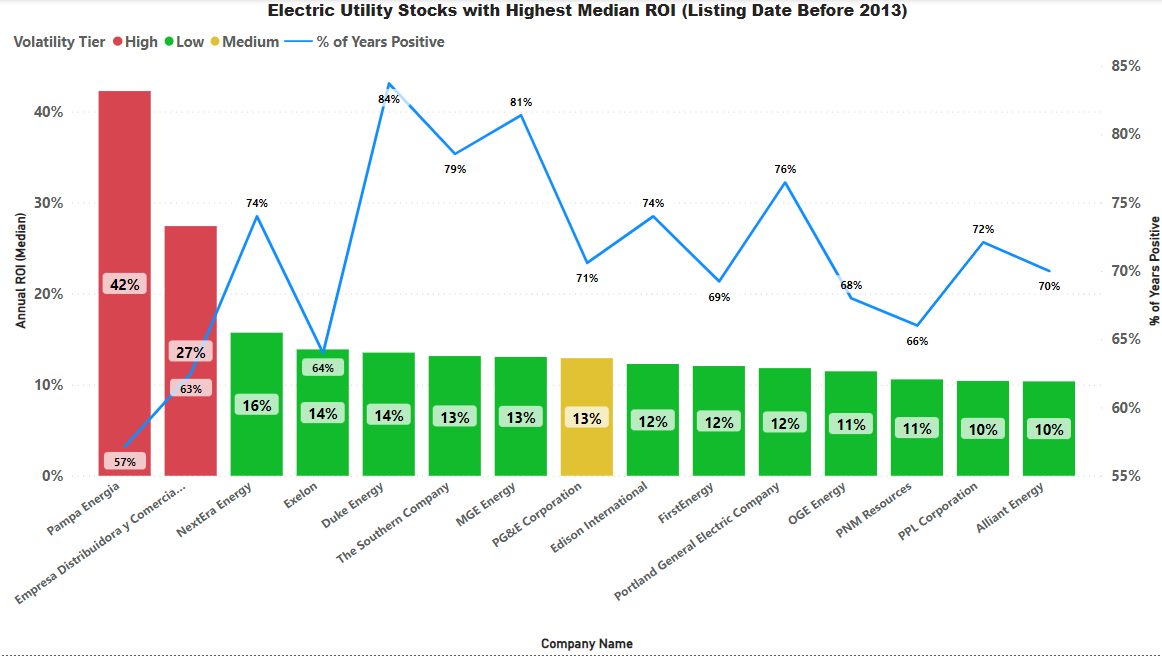 Electric Utility Stocks with Highest Median ROI (Listing Date Before 2013)
Volatility Tier High Low Medium % of Years Positive
85%
80%
75%
70%
65%
60%
55%
% of Years Positive
40%
30%
20%
10%
0%
Annual ROI (Median)
42%
27%
16%
14%
14%
13%
13%
13%
12%
12%
12%
11%
11%
10%
10%
57%
63%
74%
64%
84%
79%
81%
71%
74%
69%
76%
68%
66%
72%
70%
Pampa Energia
Empresa Distribuidora y Comercia...
NextEra Energy
Exelon
Duke Energy
The Southern Company
MGE Energy
PG&E Corporation
Edison International
FirstEnergy
Portland General Electric Company
OGE Energy
PNM Resources
PPL Corporation
Alliant Energy
Company Name